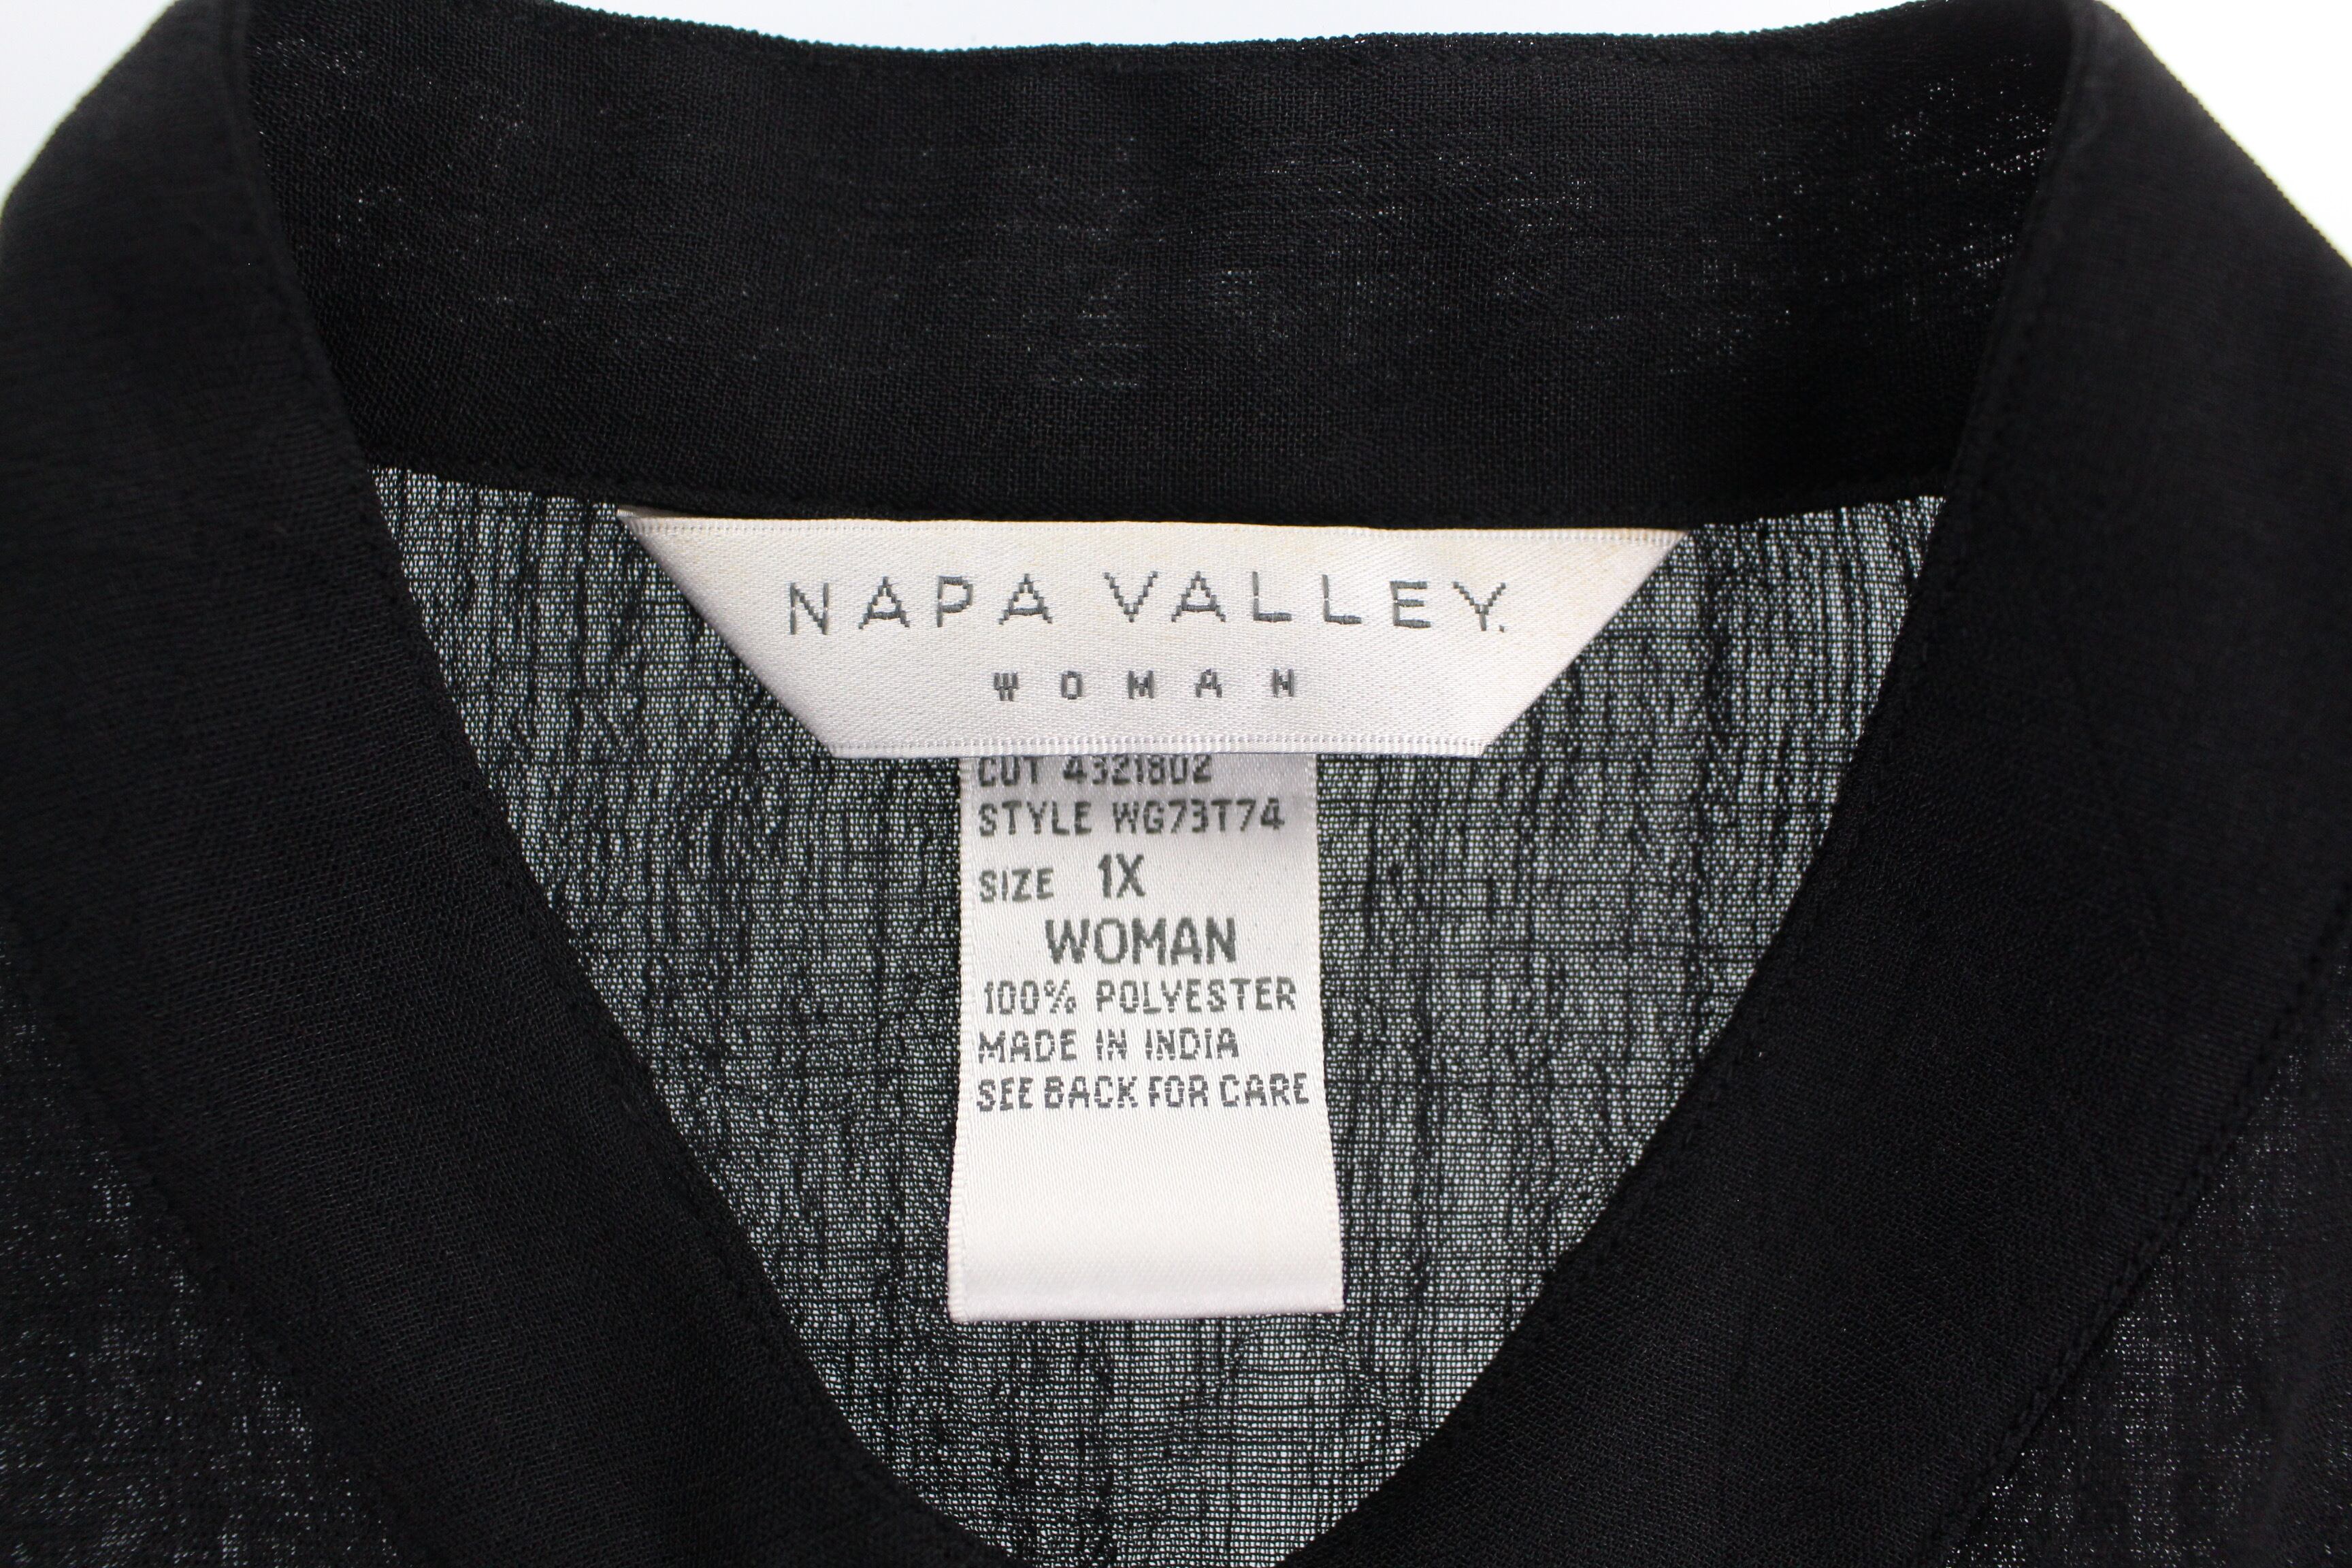 NAPA VALLEY.
WOMAN
CUT 4321802
STYLE WG73T74
SIZE 1X
WOMAN
100% POLYESTER
MADE IN INDIA
SEE BACK FOR CARE